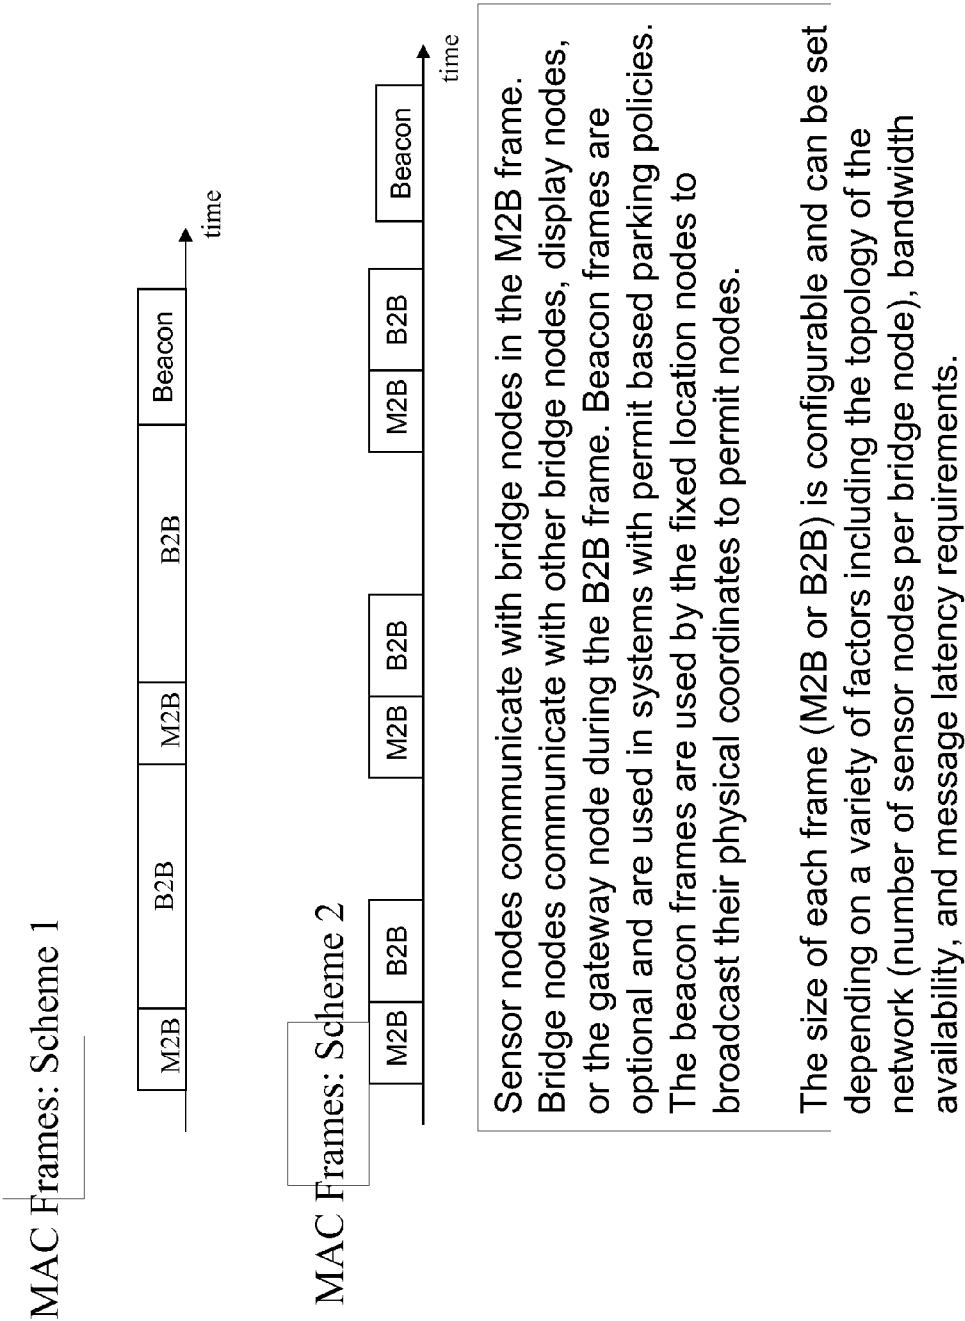 MAC Frames: Scheme 1
M2B B2B M2B B2B Beacon
time
MAC Frames: Scheme 2
M2B B2B M2B B2B M2B B2B Beacon
time
Sensor nodes communicate with bridge nodes in the M2B frame.
Bridge nodes communicate with other bridge nodes, display nodes,
or the gateway node during the B2B frame. Beacon frames are
optional and are used in systems with permit based parking policies.
The beacon frames are used by the fixed location nodes to
broadcast their physical coordinates to permit nodes.
The size of each frame (M2B or B2B) is configurable and can be set
depending on a variety of factors including the topology of the
network (number of sensor nodes per bridge node), bandwidth
availability, and message latency requirements.